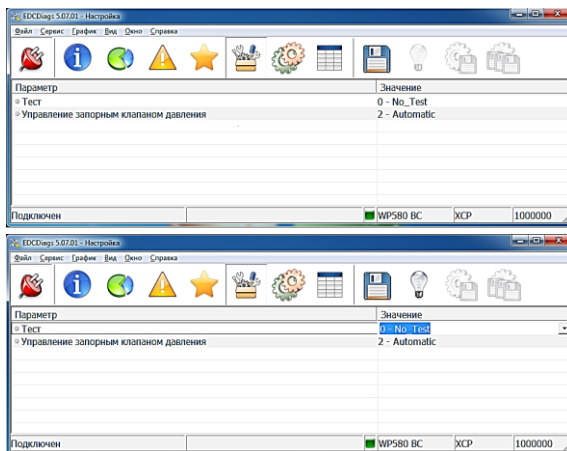 EDCDiags 5.07.01 - Настройка
Файл Сервис График Вид Окно Справка
Параметр Значение
Тест 0 - No_Test
Управление запорным клапаном давления 2 - Automatic
Подключен WP580 BC XCP 1000000
EDCDiags 5.07.01 - Настройка
Файл Сервис График Вид Окно Справка
Параметр Значение
Тест 0 - No_Test
Управление запорным клапаном давления 2 - Automatic
Подключен WP580 BC XCP 1000000